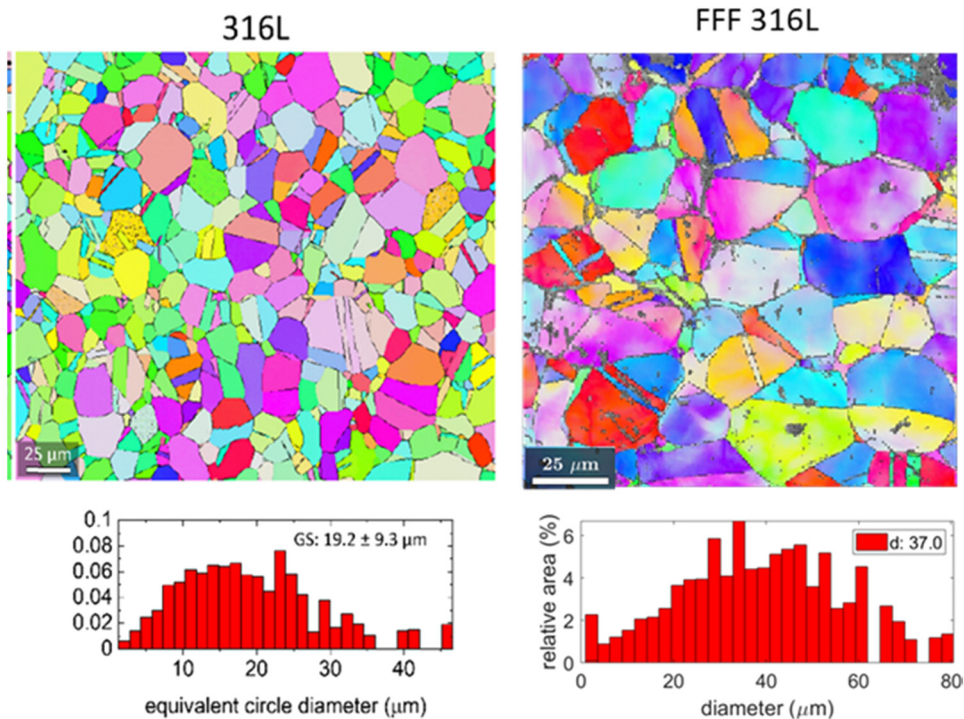 316L
FFF 316L
25 μm
25 μm
0.1
0.08
0.06
0.04
0.02
0
GS: 19.2 ± 9.3 μm
10
20
30
40
equivalent circle diameter (μm)
6
4
2
0
relative area (%)
d: 37.0
0
20
40
60
80
diameter (μm)